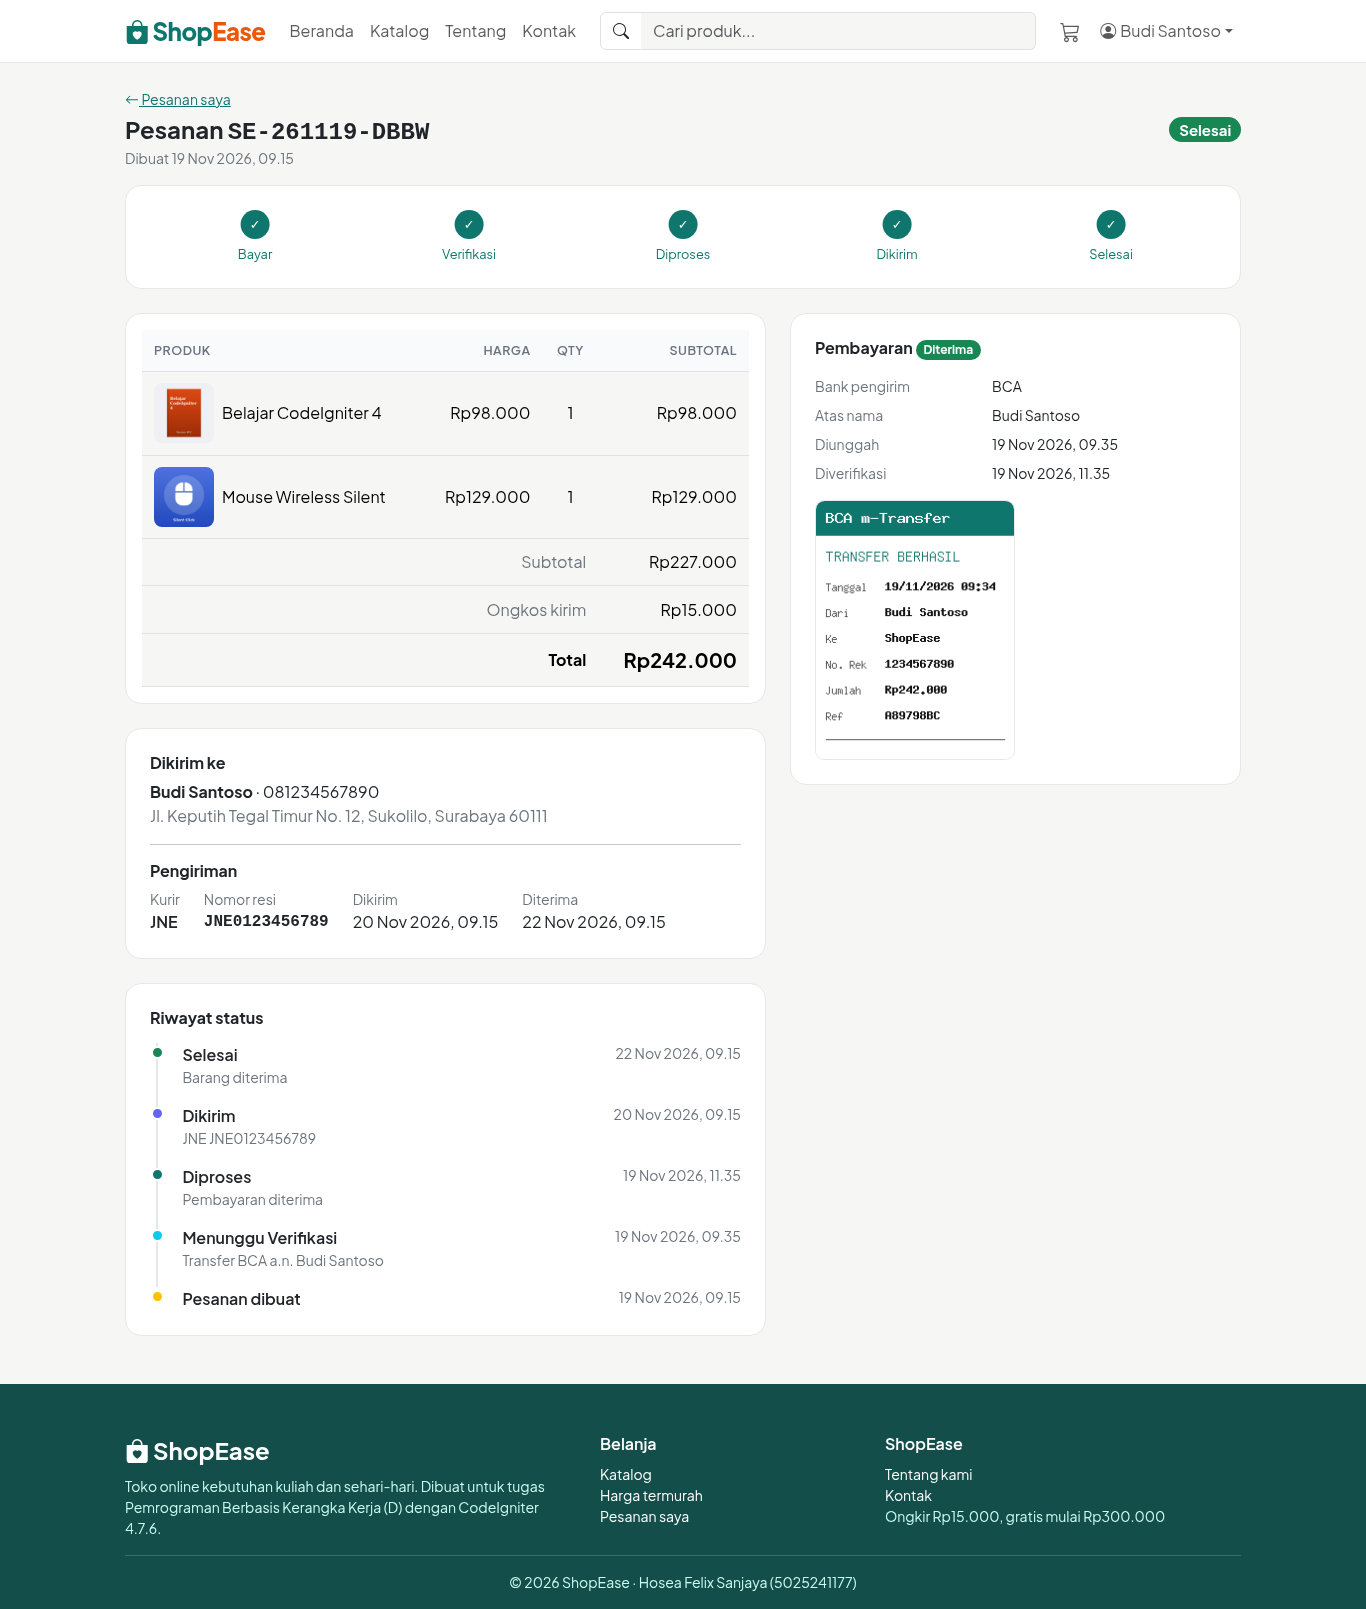 ShopEase Beranda Katalog Tentang Kontak Cari produk... Budi Santoso
← Pesanan saya
Pesanan SE-261119-DBBW Selesai
Dibuat 19 Nov 2026, 09.15
✓ ✓ ✓ ✓ ✓
Bayar Verifikasi Diproses Dikirim Selesai
PRODUK HARGA QTY SUBTOTAL
Belajar CodeIgniter 4
Belajar CodeIgniter 4 Rp98.000 1 Rp98.000
Mouse Wireless Silent Rp129.000 1 Rp129.000
Silent Click
Subtotal Rp227.000
Ongkos kirim Rp15.000
Total Rp242.000
Pembayaran Diterima
Bank pengirim BCA
Atas nama Budi Santoso
Diunggah 19 Nov 2026, 09.35
Diverifikasi 19 Nov 2026, 11.35
BCA m-Transfer
TRANSFER BERHASIL
Tanggal 19/11/2026 09:34
Dari Budi Santoso
Ke ShopEase
No. Rek 1234567890
Jumlah Rp242.000
Ref A89798BC
Dikirim ke
Budi Santoso · 081234567890
Jl. Keputih Tegal Timur No. 12, Sukolilo, Surabaya 60111
Pengiriman
Kurir Nomor resi Dikirim Diterima
JNE JNE0123456789 20 Nov 2026, 09.15 22 Nov 2026, 09.15
Riwayat status
Selesai 22 Nov 2026, 09.15
Barang diterima
Dikirim 20 Nov 2026, 09.15
JNE JNE0123456789
Diproses 19 Nov 2026, 11.35
Pembayaran diterima
Menunggu Verifikasi 19 Nov 2026, 09.35
Transfer BCA a.n. Budi Santoso
Pesanan dibuat 19 Nov 2026, 09.15
ShopEase
Toko online kebutuhan kuliah dan sehari-hari. Dibuat untuk tugas
Pemrograman Berbasis Kerangka Kerja (D) dengan CodeIgniter
4.7.6.
Belanja
Katalog
Harga termurah
Pesanan saya
ShopEase
Tentang kami
Kontak
Ongkir Rp15.000, gratis mulai Rp300.000
© 2026 ShopEase · Hosea Felix Sanjaya (5025241177)